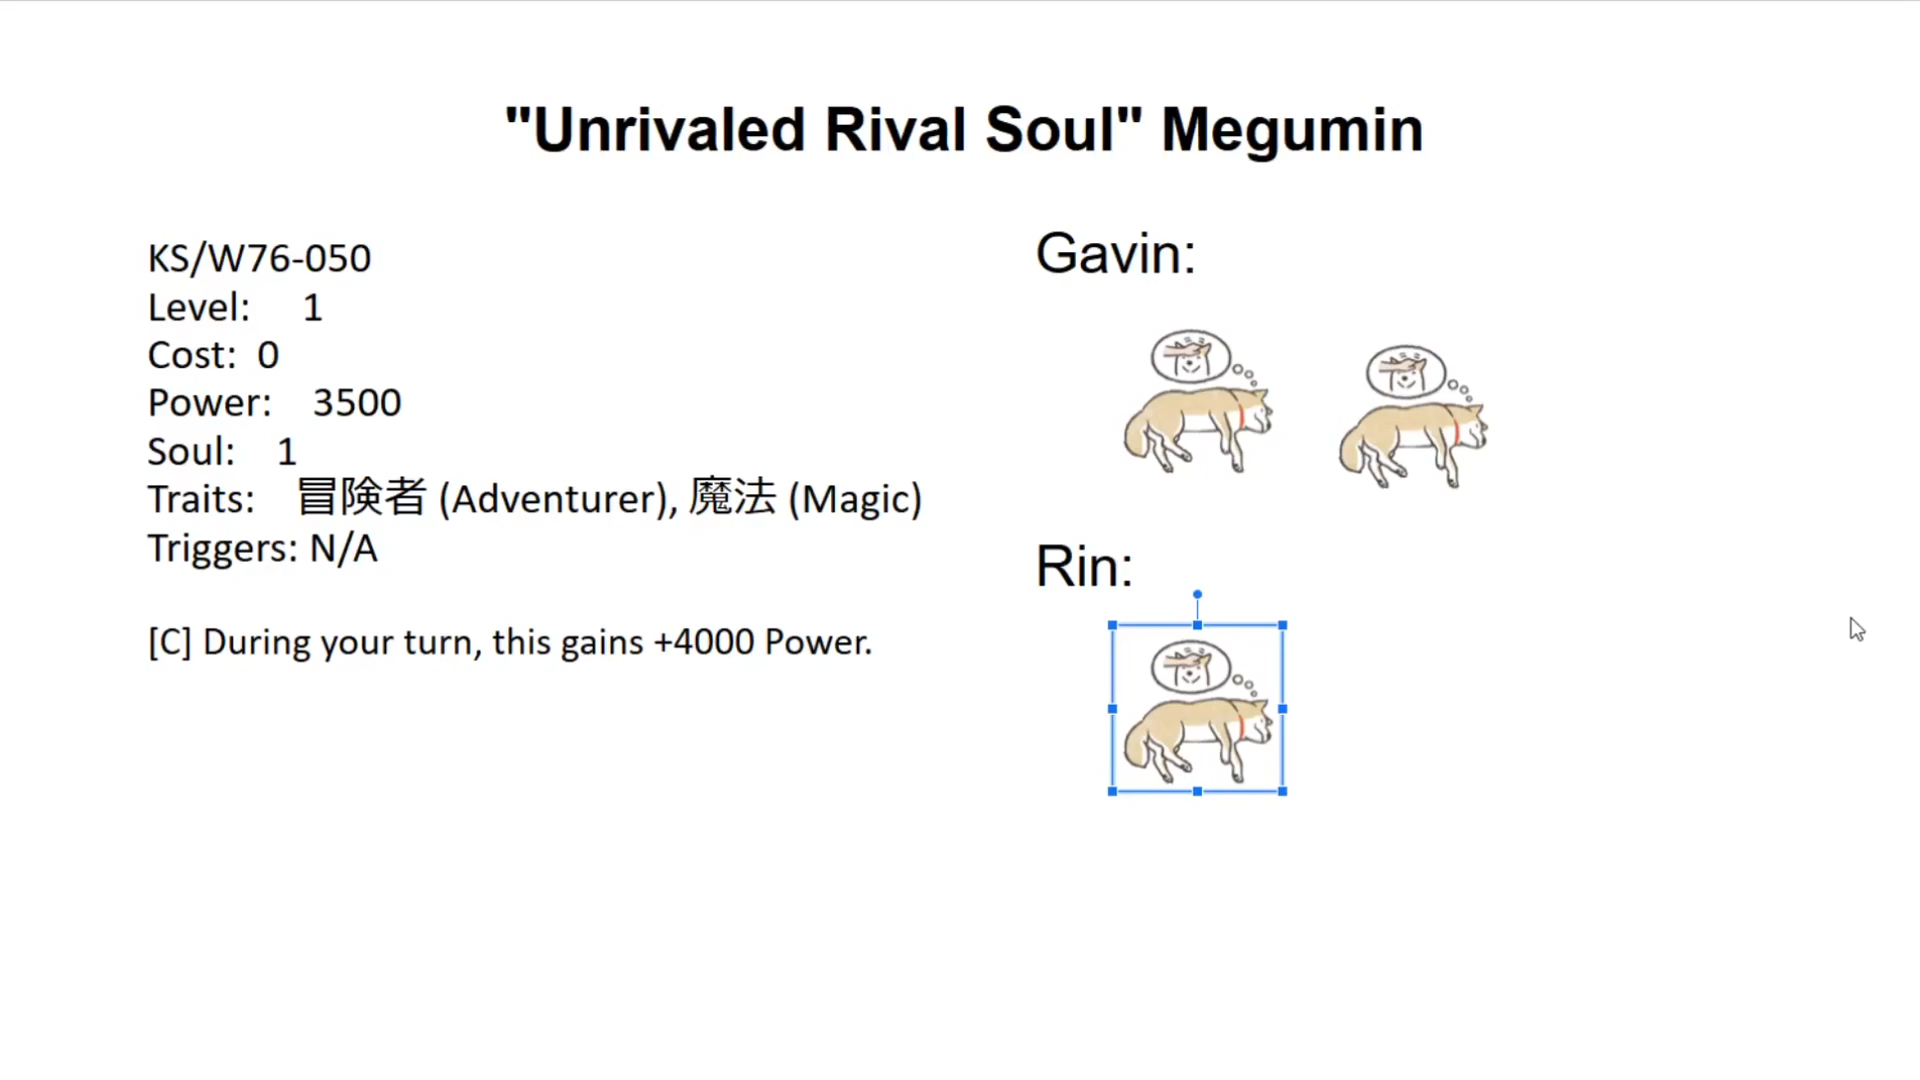 "Unrivaled Rival Soul" Megumin
KS/W76-050
Level: 1
Cost: 0
Power: 3500
Soul: 1
Traits: 冒険者 (Adventurer), 魔法 (Magic)
Triggers: N/A
[C] During your turn, this gains +4000 Power.
Gavin:
Rin: